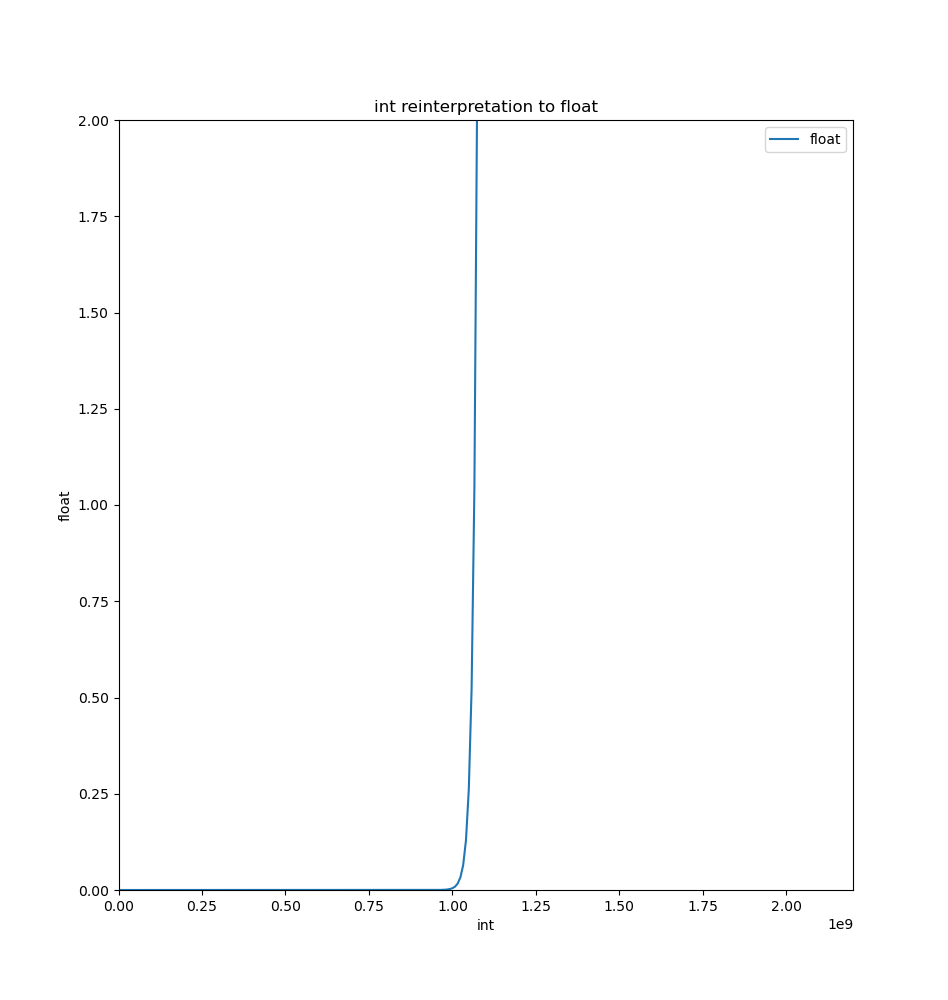 int reinterpretation to float
float
2.00
1.75
1.50
1.25
1.00
0.75
0.50
0.25
0.00
float
0.00 0.25 0.50 0.75 1.00 1.25 1.50 1.75 2.00
int
1e9